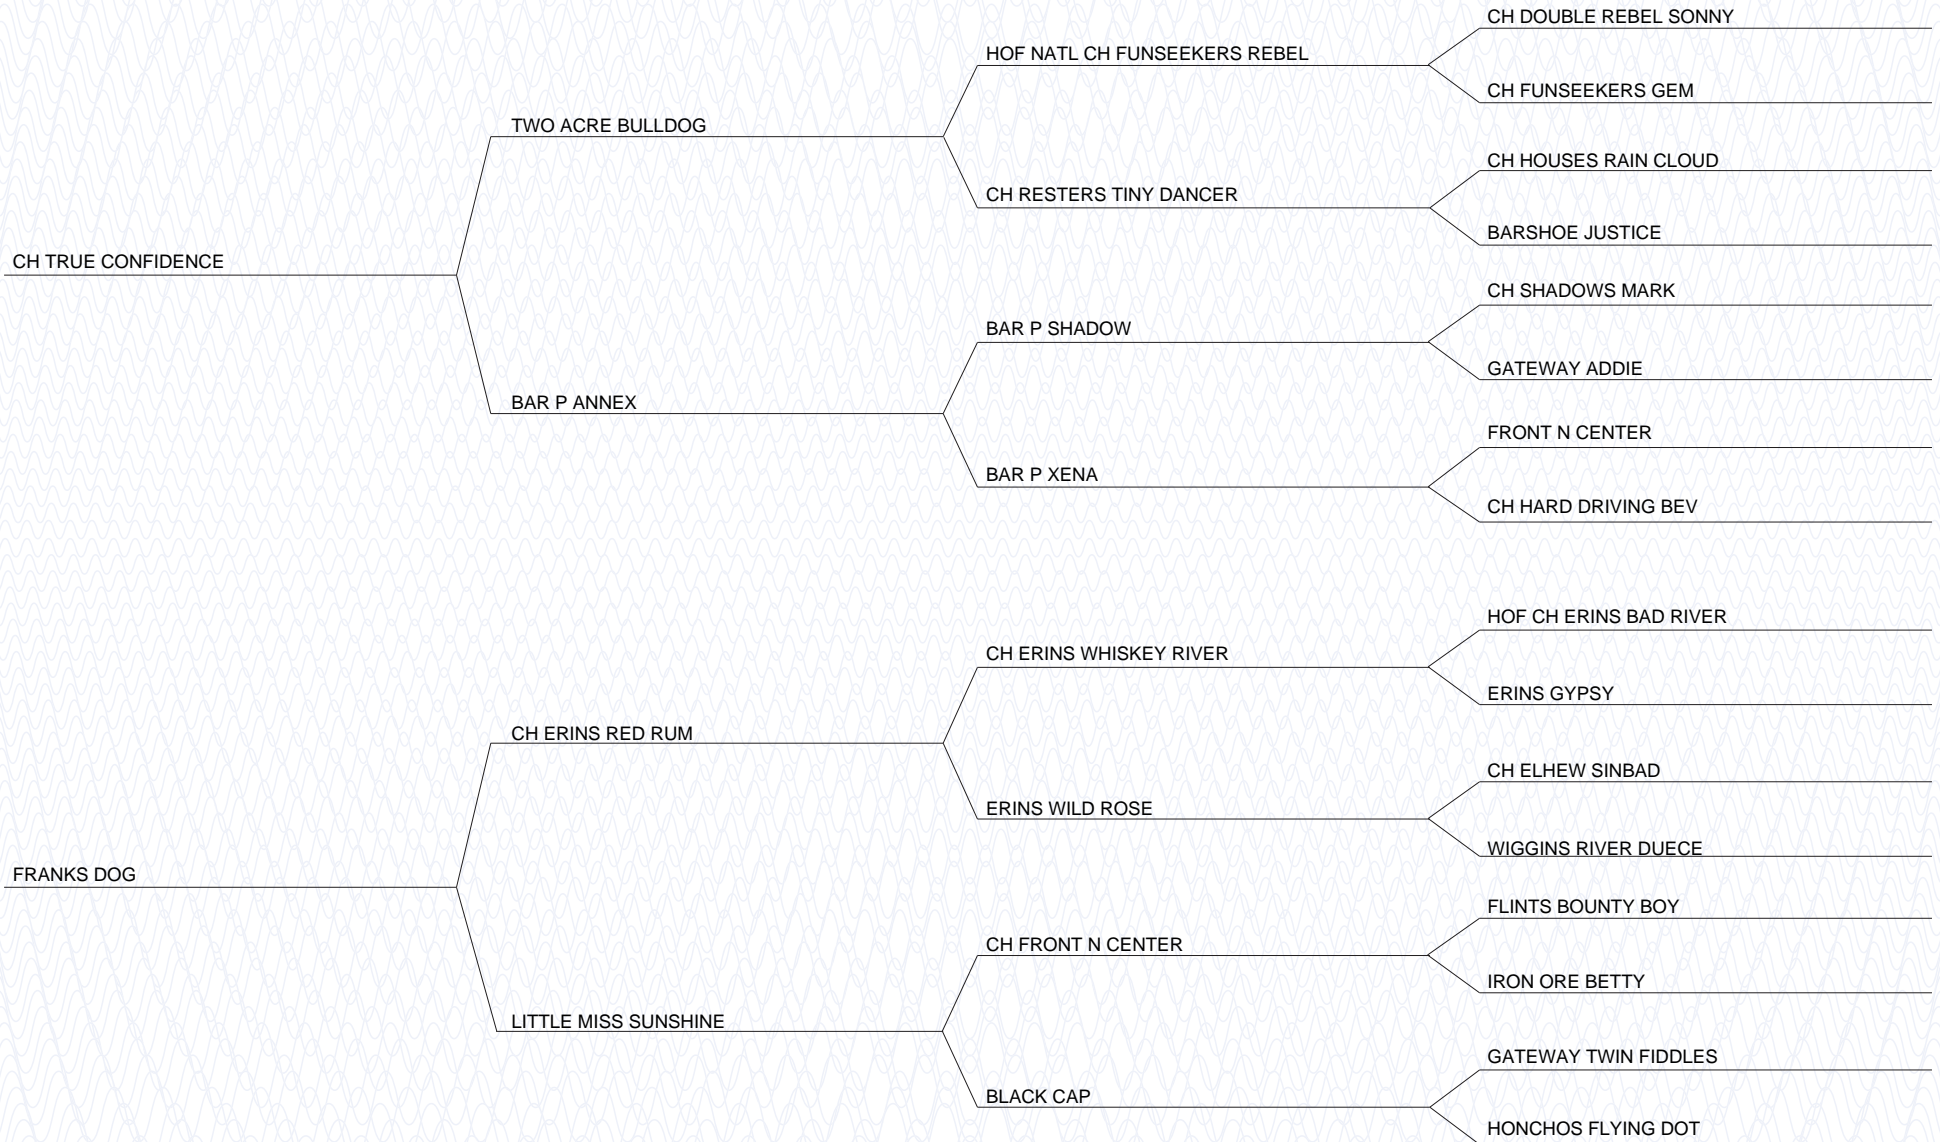 CH DOUBLE REBEL SONNY
HOF NATL CH FUNSEEKERS REBEL
CH FUNSEEKERS GEM
TWO ACRE BULLDOG
CH HOUSES RAIN CLOUD
CH RESTERS TINY DANCER
BARSHOE JUSTICE
CH TRUE CONFIDENCE
CH SHADOWS MARK
BAR P SHADOW
GATEWAY ADDIE
BAR P ANNEX
FRONT N CENTER
BAR P XENA
CH HARD DRIVING BEV
HOF CH ERINS BAD RIVER
CH ERINS WHISKEY RIVER
ERINS GYPSY
CH ERINS RED RUM
CH ELHEW SINBAD
ERINS WILD ROSE
WIGGINS RIVER DUECE
FRANKS DOG
FLINTS BOUNTY BOY
CH FRONT N CENTER
IRON ORE BETTY
LITTLE MISS SUNSHINE
GATEWAY TWIN FIDDLES
BLACK CAP
HONCHOS FLYING DOT